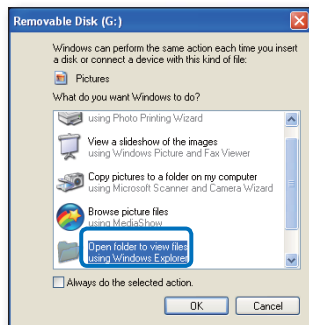 Removable Disk (G:)
Windows can perform the same action each time you insert
a disk or connect a device with this kind of file:
Pictures
What do you want Windows to do?
using Photo Printing Wizard
View a slideshow of the images
using Windows Picture and Fax Viewer
Copy pictures to a folder on my computer
using Microsoft Scanner and Camera Wizard
Browse picture files
using MediaShow
Open folder to view files
using Windows Explorer
Always do the selected action.
OK
Cancel